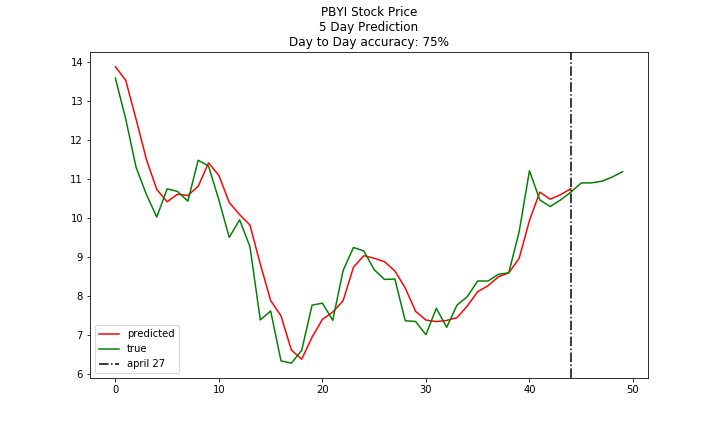 PBYI Stock Price
5 Day Prediction
Day to Day accuracy: 75%
14
13
12
11
10
9
8
7
6
predicted
true
april 27
0 10 20 30 40 50